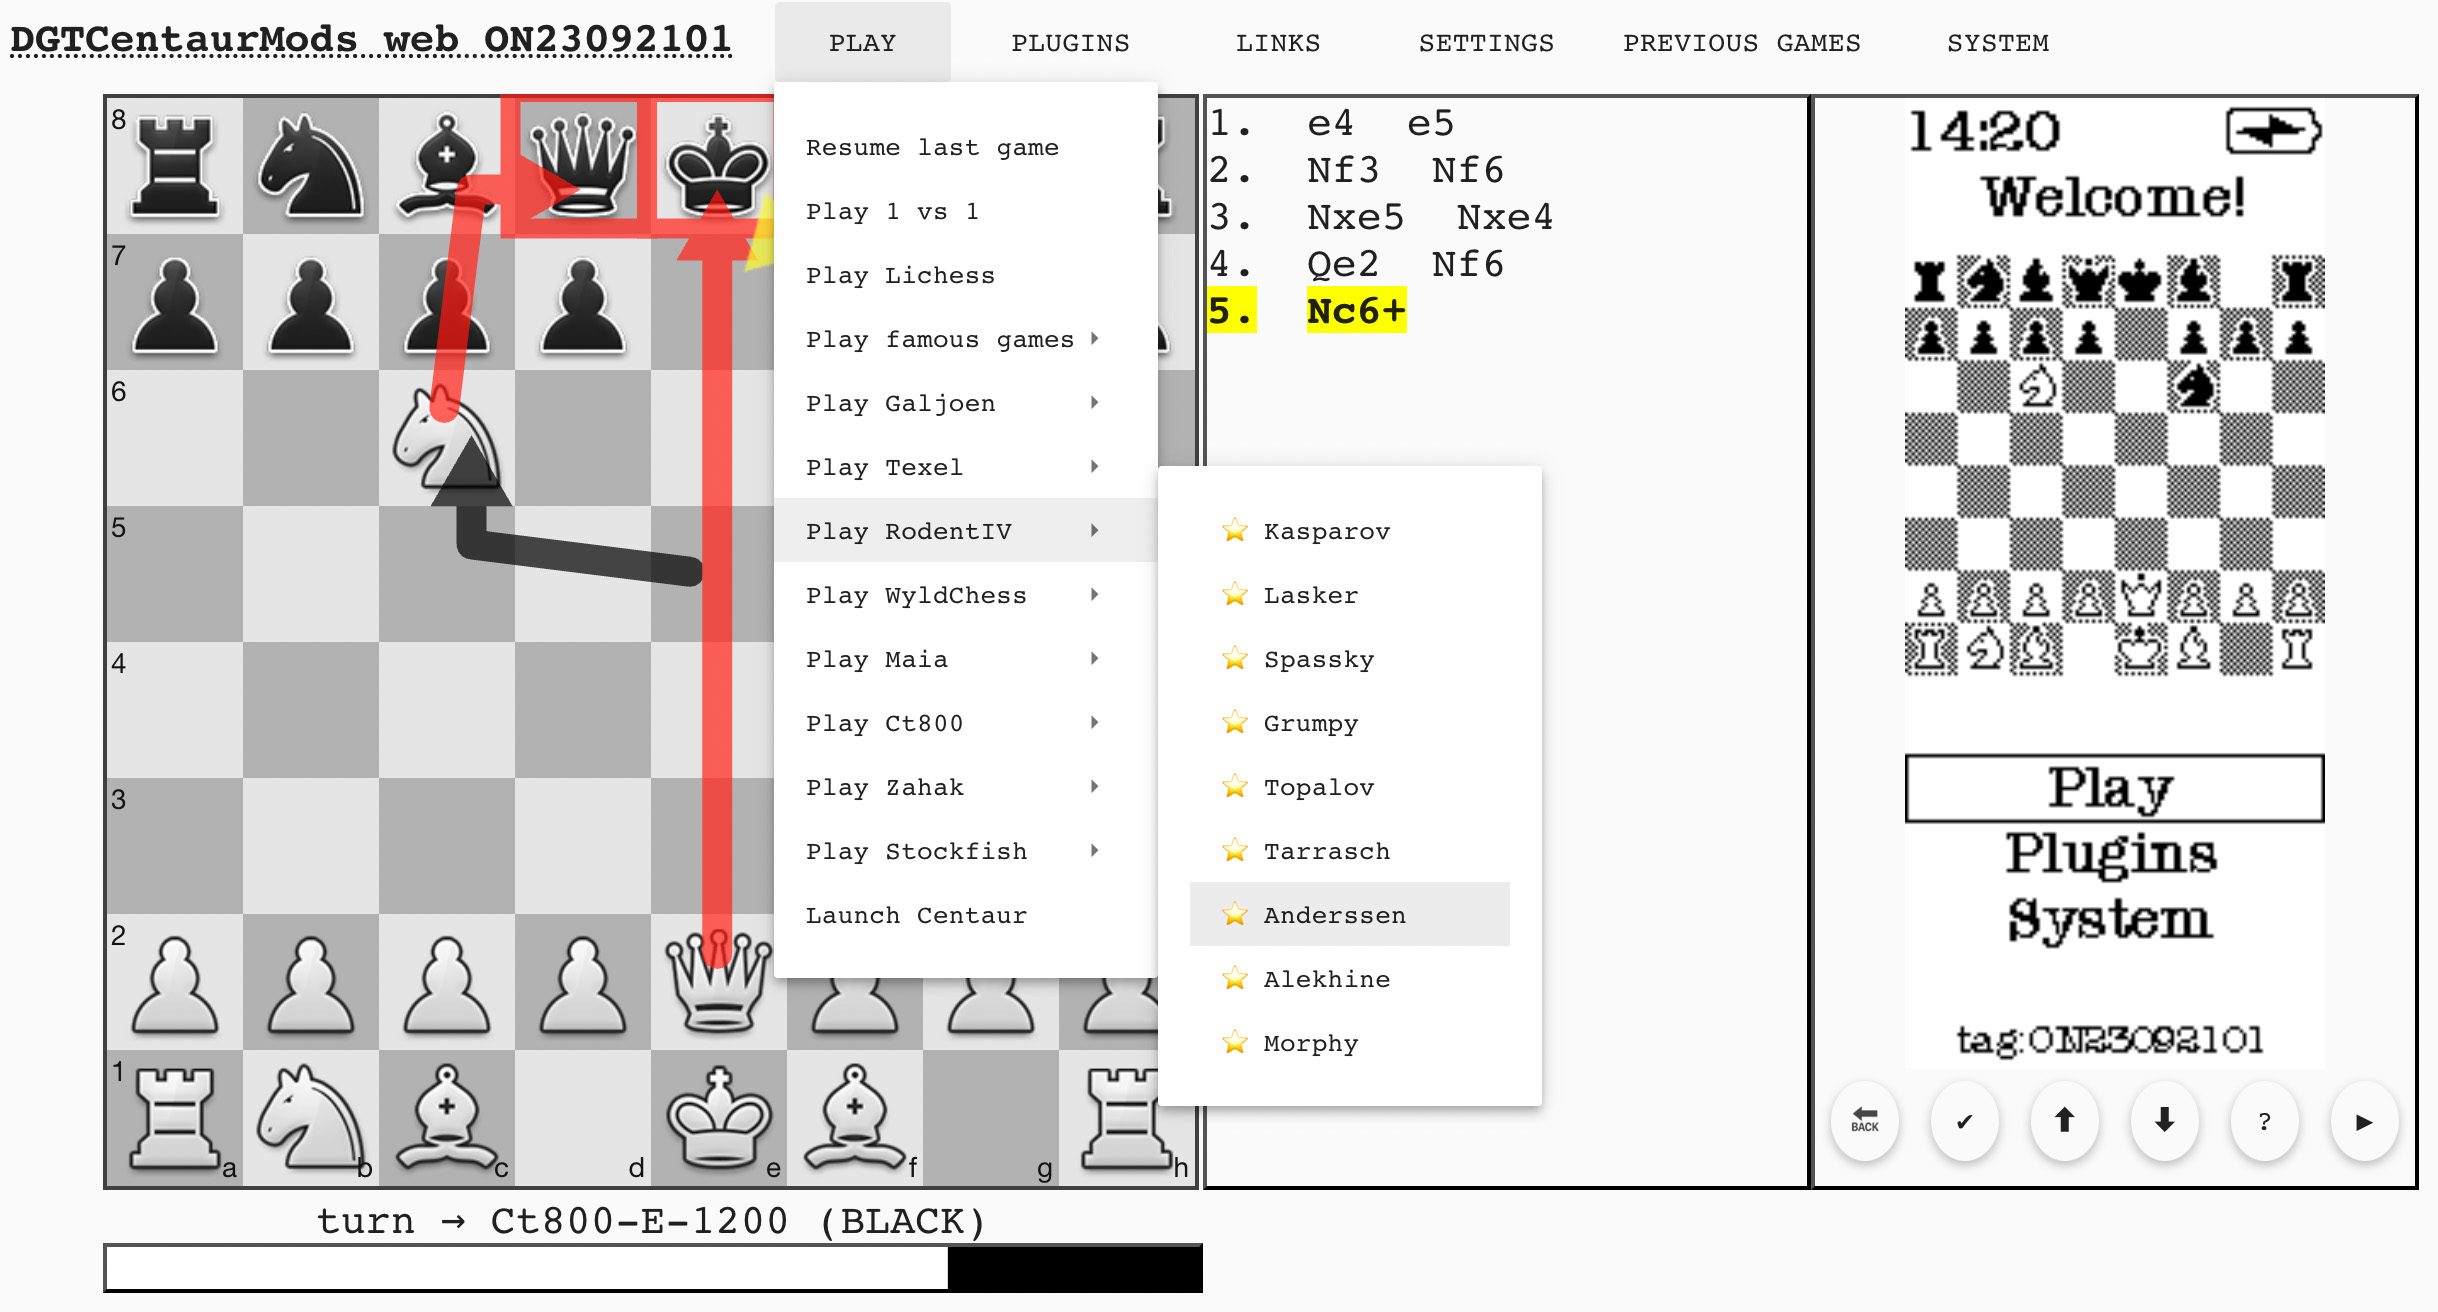 DGTCentaurMods web ON23092101
PLAY
PLUGINS
LINKS
SETTINGS
PREVIOUS GAMES
SYSTEM
8
7
6
5
4
3
2
1
a
b
c
d
e
f
g
h
Resume last game
Play 1 vs 1
Play Lichess
Play famous games
Play Galjoen
Play Texel
Play RodentIV
Play WyldChess
Play Maia
Play Ct800
Play Zahak
Play Stockfish
Launch Centaur
Kasparov
Lasker
Spassky
Grumpy
Topalov
Tarrasch
Anderssen
Alekhine
Morphy
1. e4 e5
2. Nf3 Nf6
3. Nxe5 Nxe4
4. Qe2 Nf6
5. Nc6+
14:20
Welcome!
Play
Plugins
System
tag:ON23092101
BACK
?
turn → Ct800-E-1200 (BLACK)